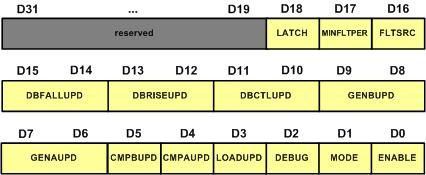 D31 ... D19 D18 D17 D16
reserved LATCH MINFLTPER FLTSRC
D15 D14 D13 D12 D11 D10 D9 D8
DBFALLUPD DBRISEUPD DBCTLUPD GENBUPD
D7 D6 D5 D4 D3 D2 D1 D0
GENAUPD CMPBUPD CMPAUPD LOADUPD DEBUG MODE ENABLE